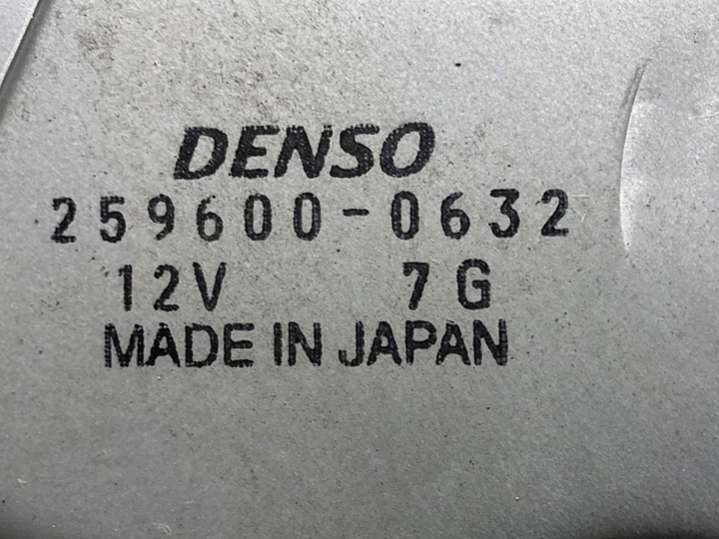 DENSO
259600-0632
12V 7G
MADE IN JAPAN